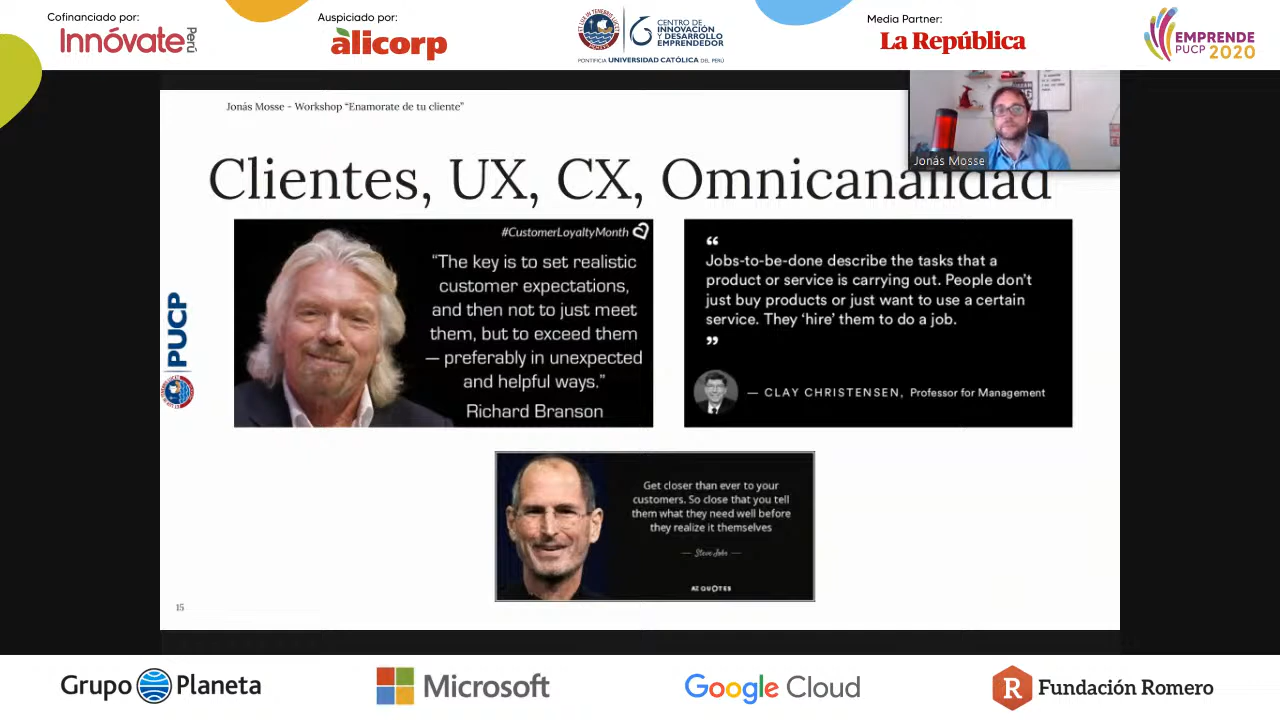 Cofinanciado por:
Innóvate Perú
Auspiciado por:
alicorp
CENTRO DE
INNOVACIÓN
Y DESARROLLO
EMPRENDEDOR
PONTIFICIA UNIVERSIDAD CATÓLICA DEL PERÚ
Media Partner:
La República
EMPRENDE
PUCP 2020
Jonás Mosse - Workshop “Enamorate de tu cliente”
Jonás Mosse
Clientes, UX, CX, Omnicanalidad
PUCP
#CustomerLoyaltyMonth
“The key is to set realistic
customer expectations,
and then not to just meet
them, but to exceed them
— preferably in unexpected
and helpful ways.”
Richard Branson
“
Jobs-to-be-done describe the tasks that a
product or service is carrying out. People don’t
just buy products or just want to use a certain
service. They ‘hire’ them to do a job.
”
— CLAY CHRISTENSEN, Professor for Management
Get closer than ever to your
customers. So close that you tell
them what they need well before
they realize it themselves
— Steve Jobs —
AZ QUOTES
15
Grupo Planeta
Microsoft
Google Cloud
R Fundación Romero